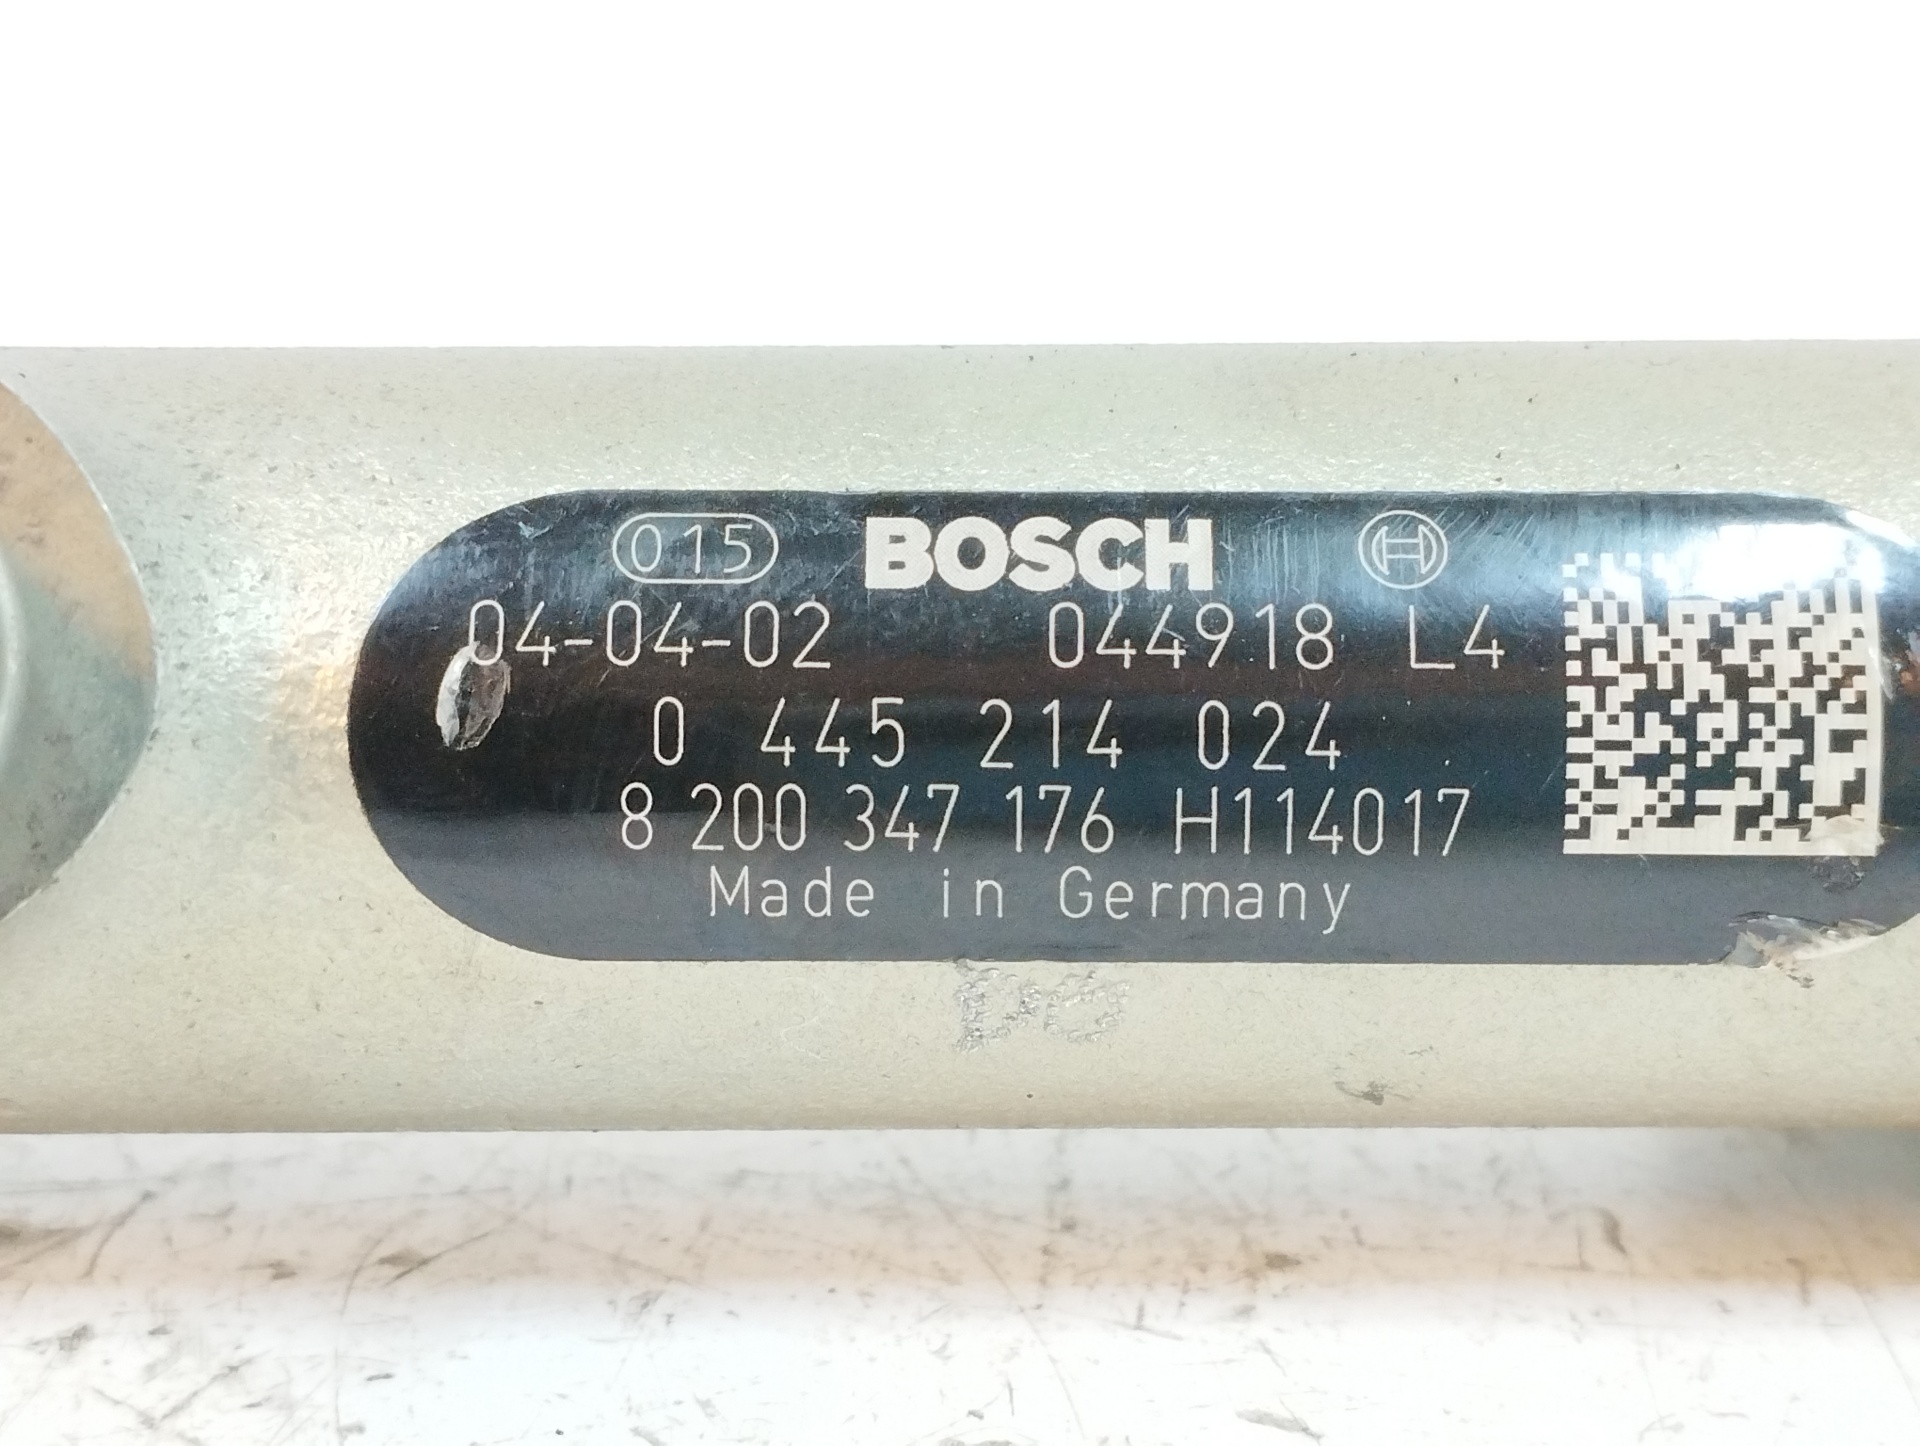 015 BOSCH
04-04-02 044918 L4
0 445 214 024
8 200 347 176 H114017
Made in Germany